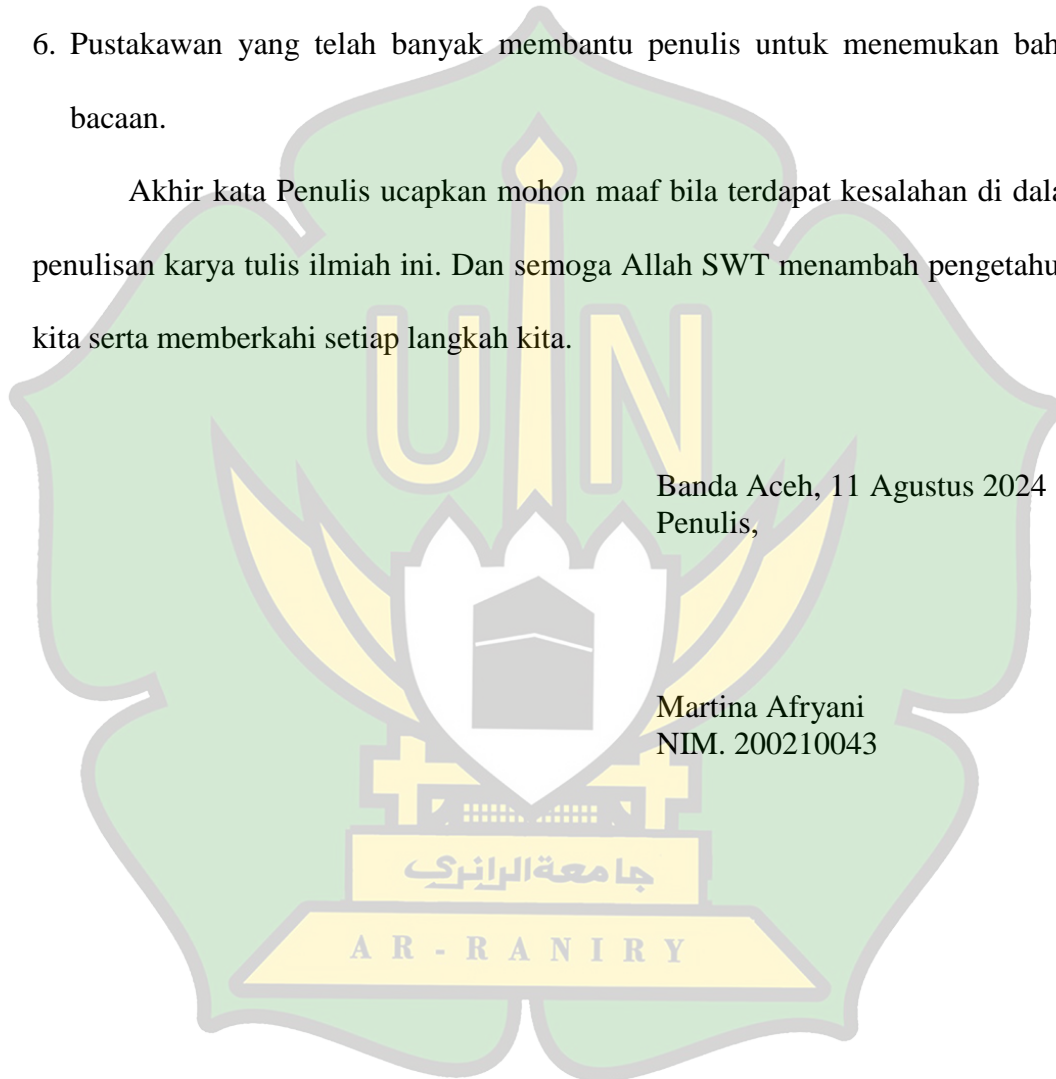 6. Pustakawan yang telah banyak membantu penulis untuk menemukan bah
bacaan.
Akhir kata Penulis ucapkan mohon maaf bila terdapat kesalahan di dala
penulisan karya tulis ilmiah ini. Dan semoga Allah SWT menambah pengetahu
kita serta memberkahi setiap langkah kita.
UIN
Banda Aceh, 11 Agustus 2024
Penulis,
Martina Afryani
NIM. 200210043
جامعة الرانري
AR-RANIRY